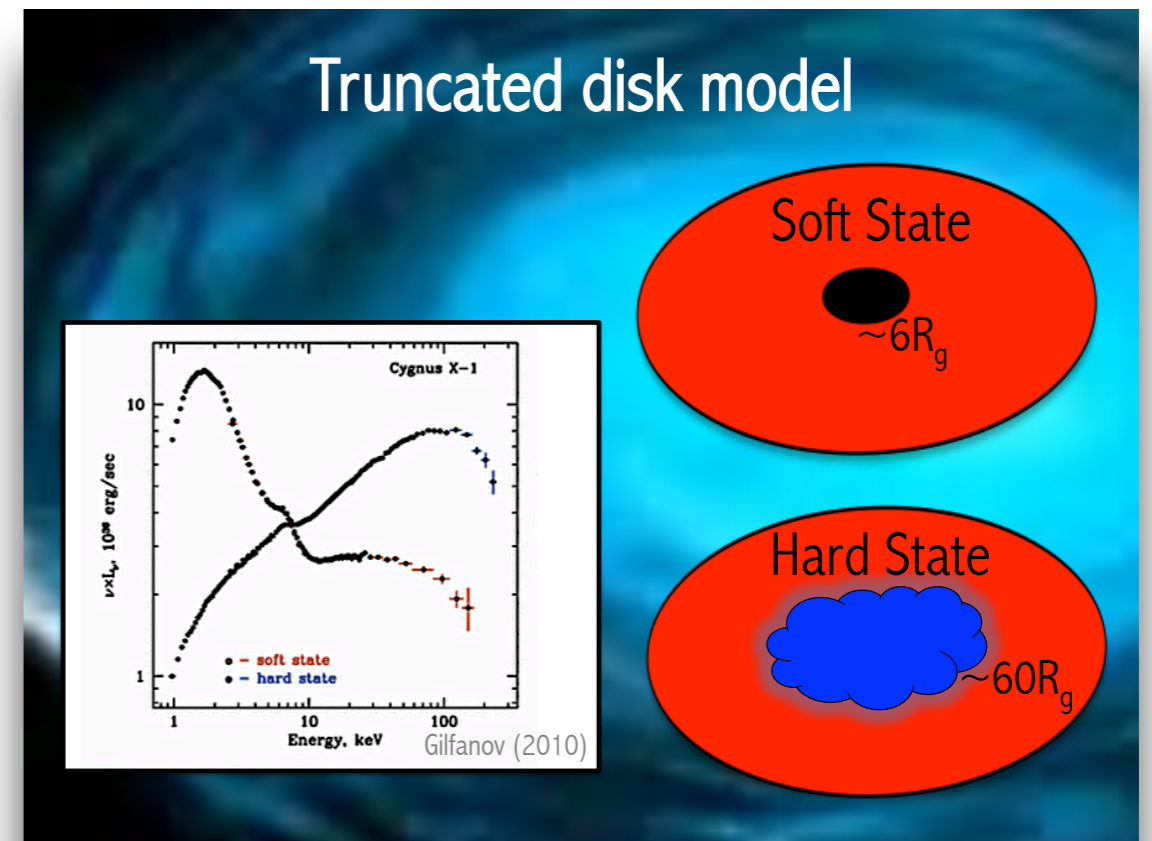 Truncated disk model
Soft State
~6Rg
Cygnus X-1
10
1
ν×Lν, 10³⁶ erg/sec
- soft state
- hard state
1 10 100
Energy, keV
Gilfanov (2010)
Hard State
~60Rg